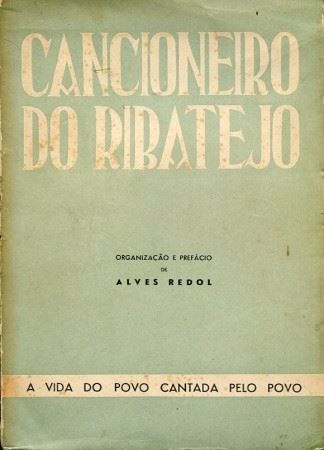 CANCIONEIRO
DO RIBATEJO
ORGANIZAÇÃO E PREFÁCIO
DE
ALVES REDOL
A VIDA DO POVO CANTADA PELO POVO